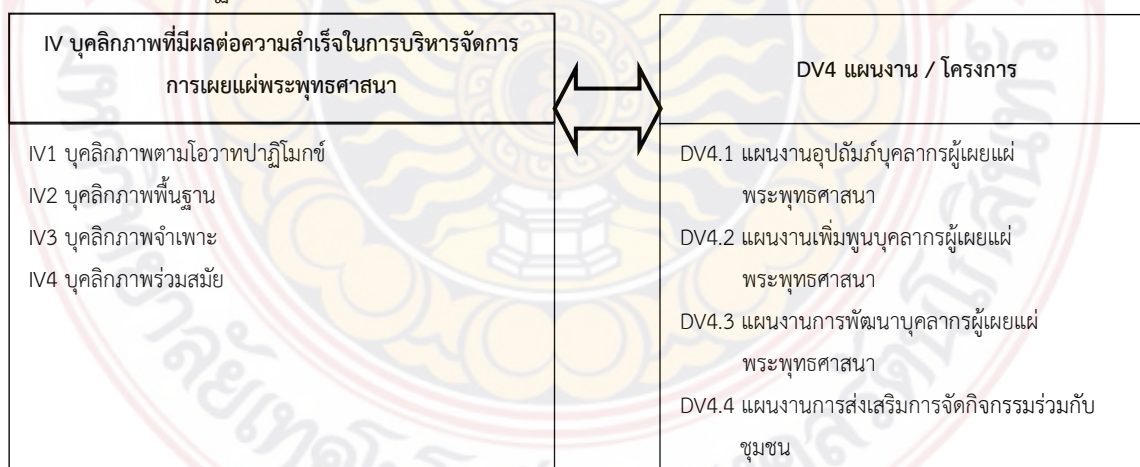 IV บุคลิกภาพที่มีผลต่อความสำเร็จในการบริหารจัดการ
การเผยแผ่พระพุทธศาสนา
IV1 บุคลิกภาพตามโอวาทปาฏิโมกข์
IV2 บุคลิกภาพพื้นฐาน
IV3 บุคลิกภาพจำเพาะ
IV4 บุคลิกภาพร่วมสมัย
DV4 แผนงาน / โครงการ
DV4.1 แผนงานอุปถัมภ์บุคลากรผู้เผยแผ่
พระพุทธศาสนา
DV4.2 แผนงานเพิ่มพูนบุคลากรผู้เผยแผ่
พระพุทธศาสนา
DV4.3 แผนงานการพัฒนาบุคลากรผู้เผยแผ่
พระพุทธศาสนา
DV4.4 แผนงานการส่งเสริมการจัดกิจกรรมร่วมกับ
ชุมชน